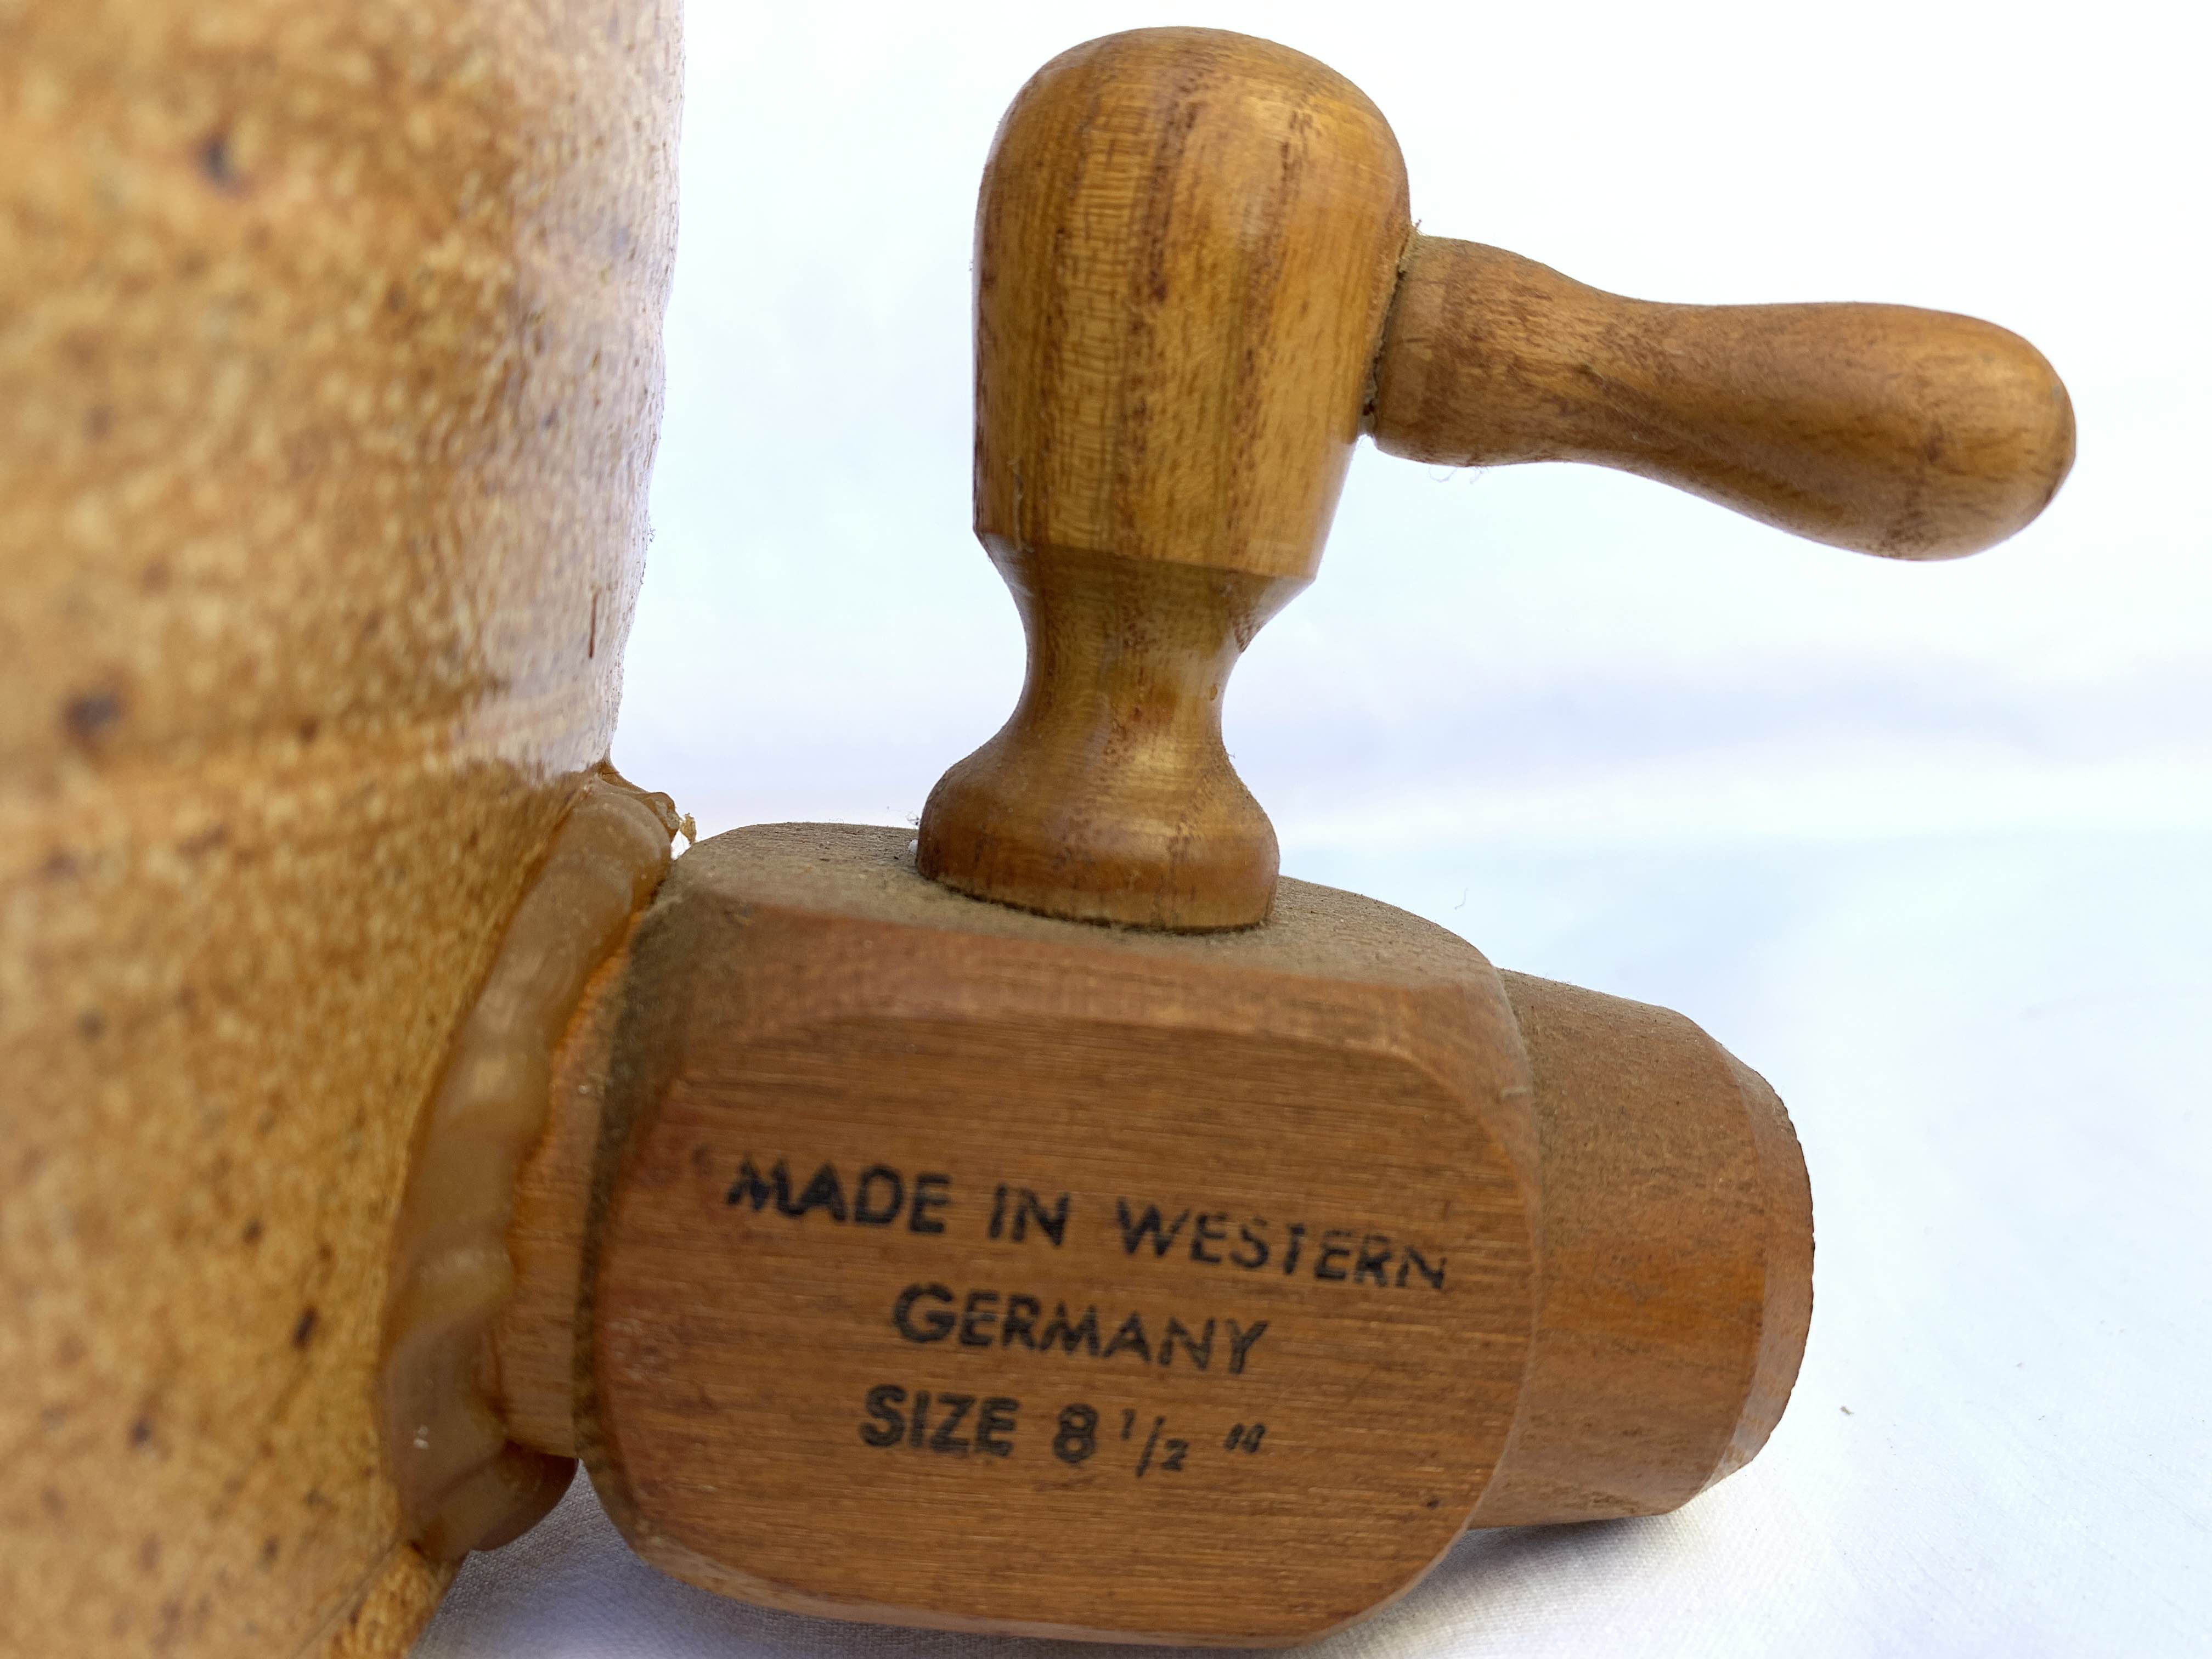 MADE IN WESTERN
GERMANY
SIZE 8 1/2 "